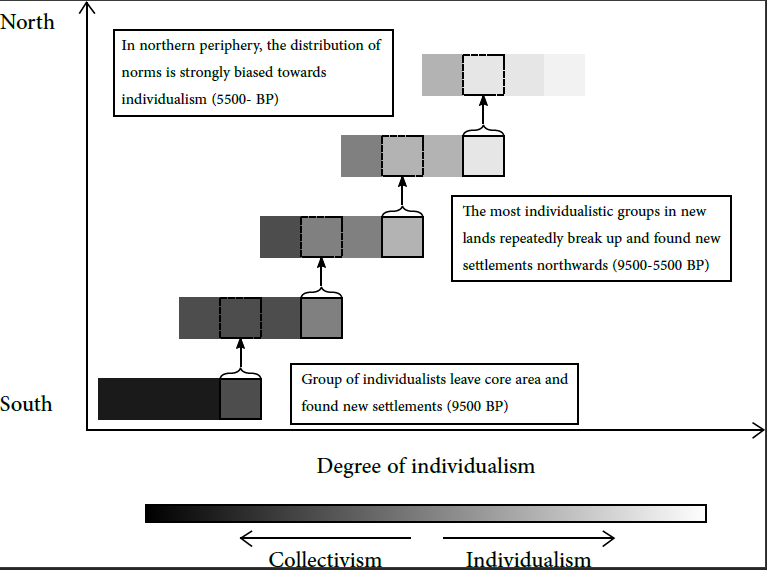 North
In northern periphery, the distribution of
norms is strongly biased towards
individualism (5500- BP)
The most individualistic groups in new
lands repeatedly break up and found new
settlements northwards (9500-5500 BP)
Group of individualists leave core area and
found new settlements (9500 BP)
South
Degree of individualism
Collectivism
Individualism